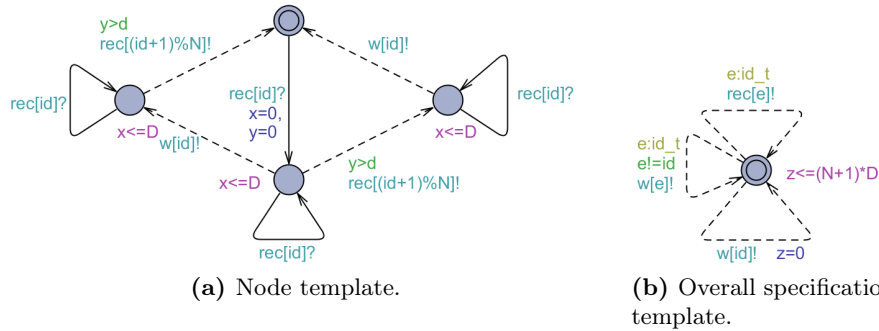 y>d
rec[(id+1)%N]!
w[id]!
rec[id]?
rec[id]?
x=0,
y=0
rec[id]?
x<=D
w[id]!
x<=D
x<=D
y>d
rec[(id+1)%N]!
rec[id]?
(a) Node template.
e:id_t
rec[e]!
e:id_t
e!=id
w[e]!
z<=(N+1)*D
w[id]!
z=0
(b) Overall specificatio
template.